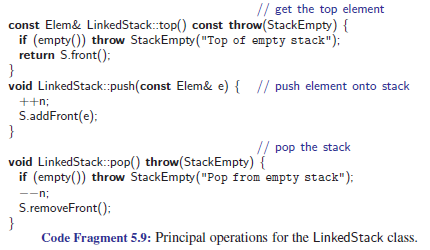 // get the top element
const Elem& LinkedStack::top() const throw(StackEmpty) {
if (empty()) throw StackEmpty("Top of empty stack");
return S.front();
}
void LinkedStack::push(const Elem& e) { // push element onto stack
++n;
S.addFront(e);
}
// pop the stack
void LinkedStack::pop() throw(StackEmpty) {
if (empty()) throw StackEmpty("Pop from empty stack");
−−n;
S.removeFront();
}
Code Fragment 5.9: Principal operations for the LinkedStack class.